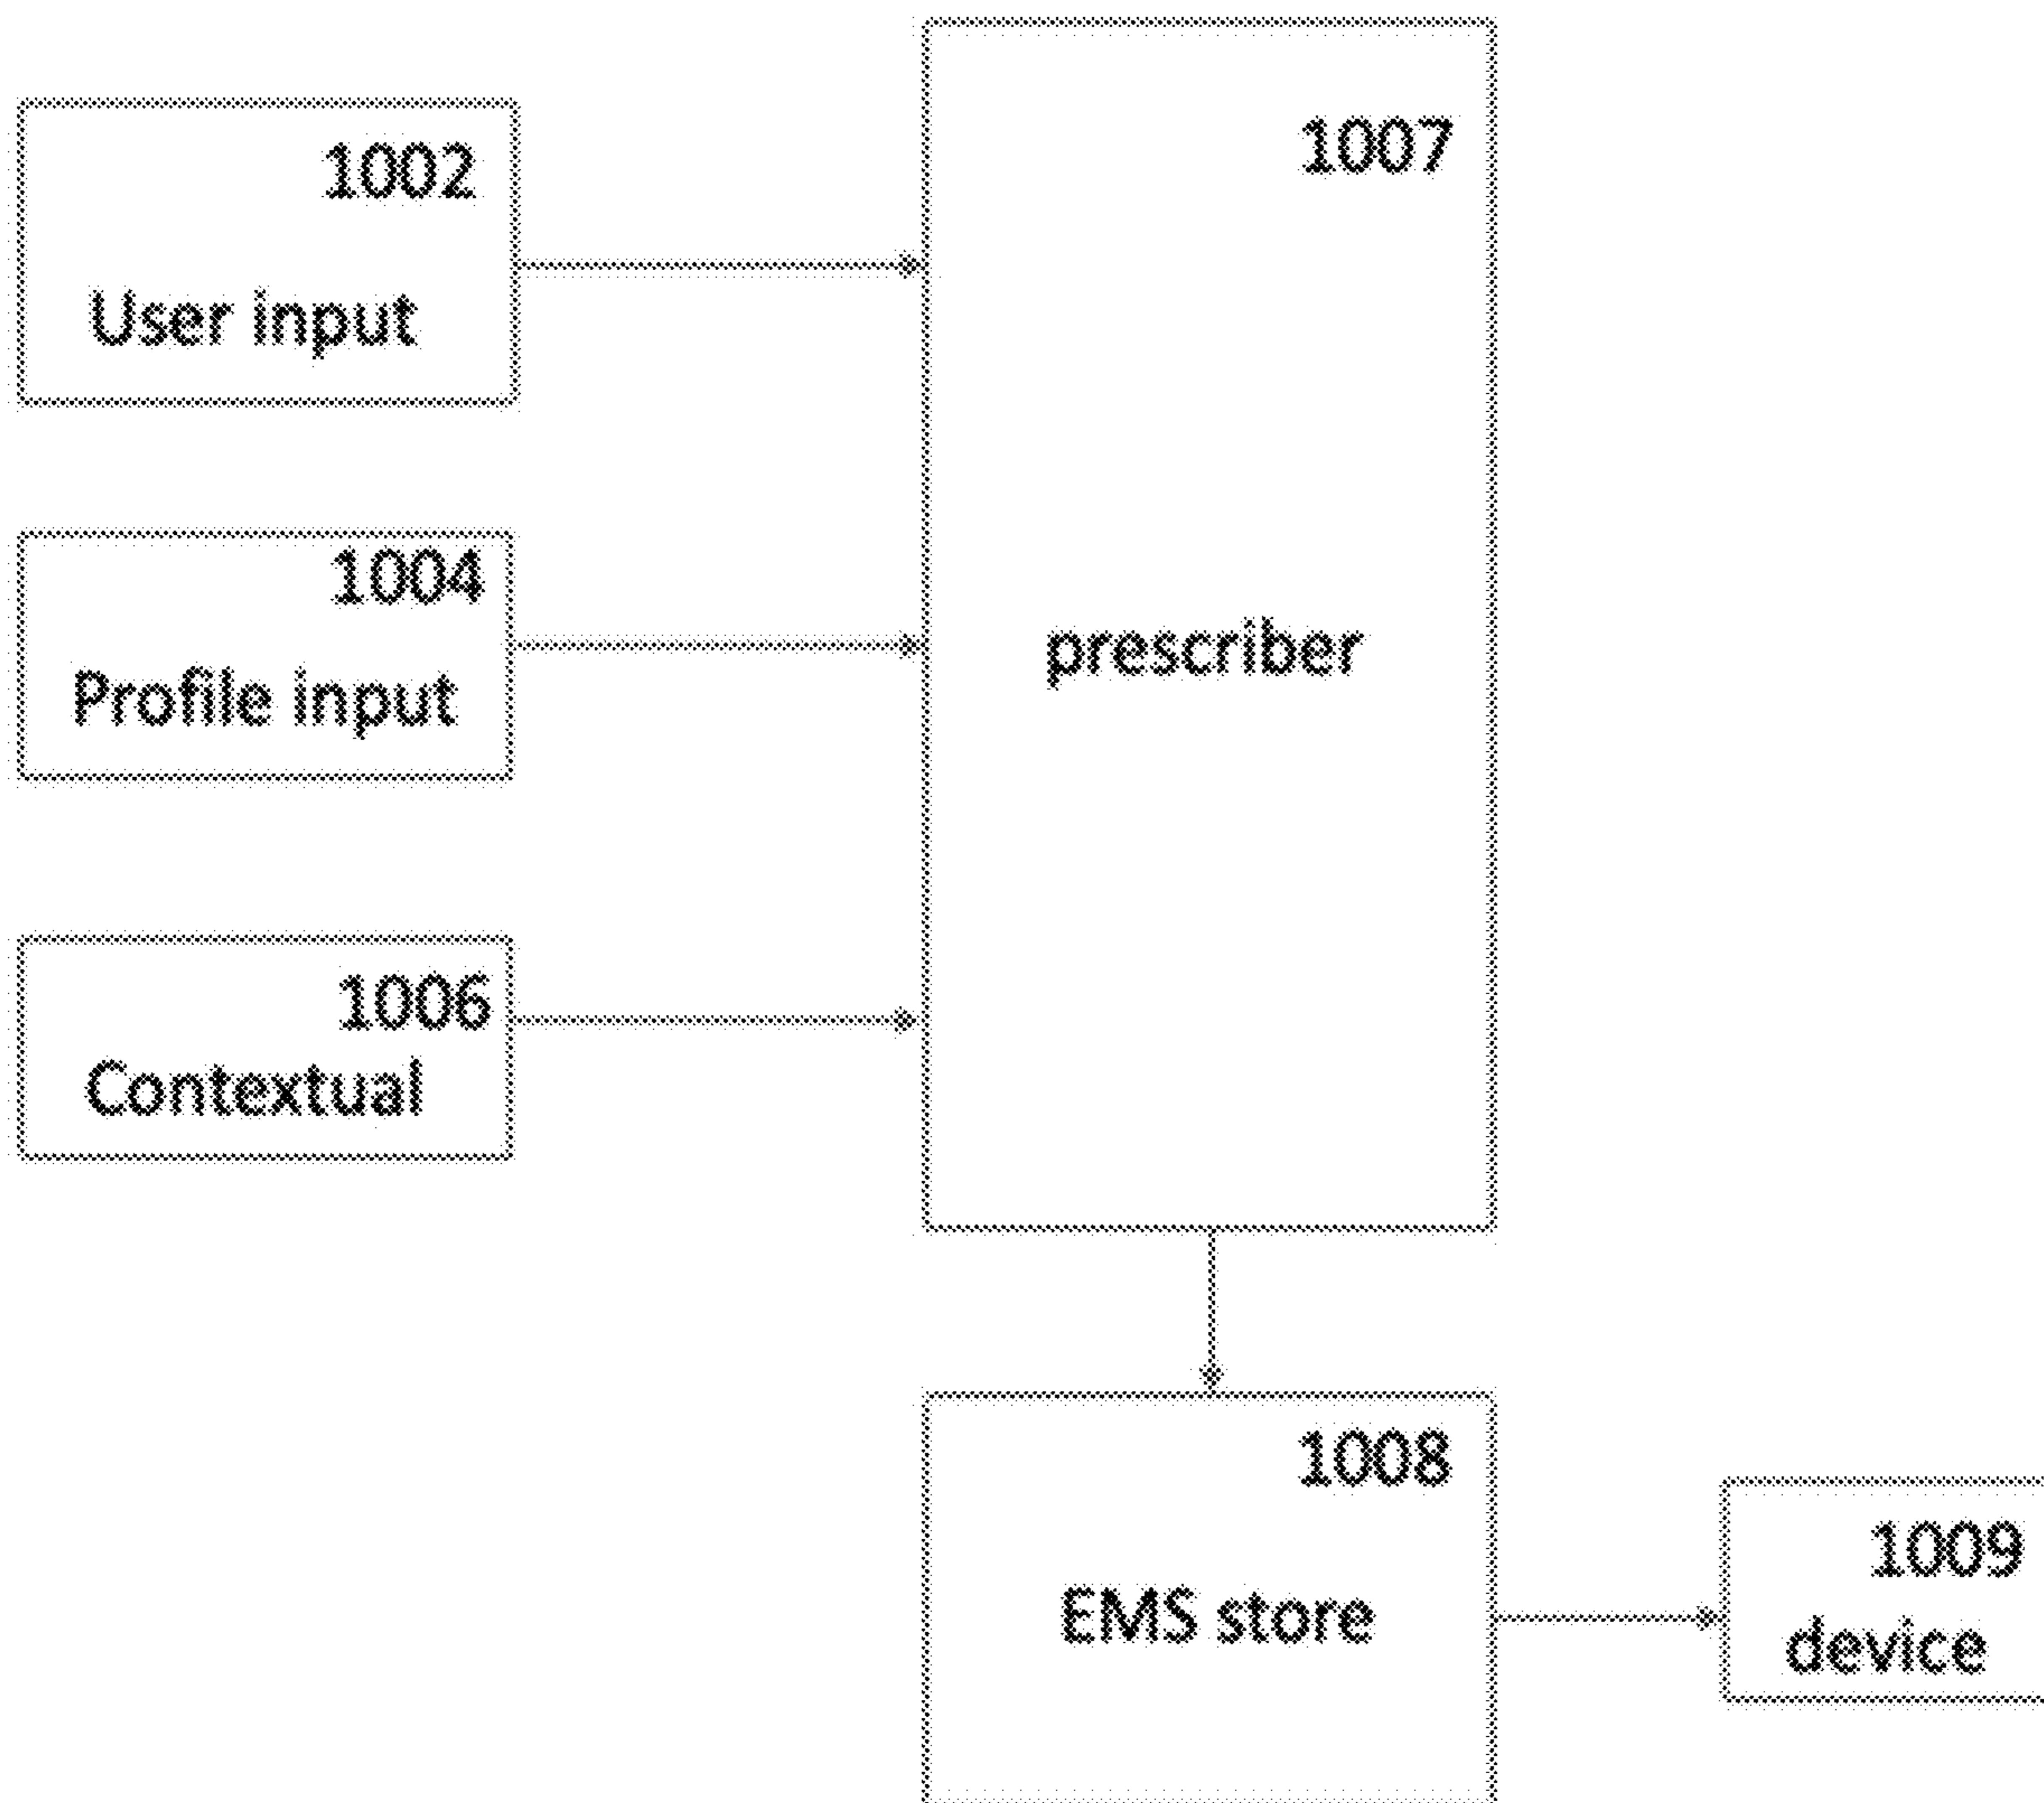 1002
User input
1004
Profile input
1006
Contextual
1007
prescriber
1008
EMS store
1009
device